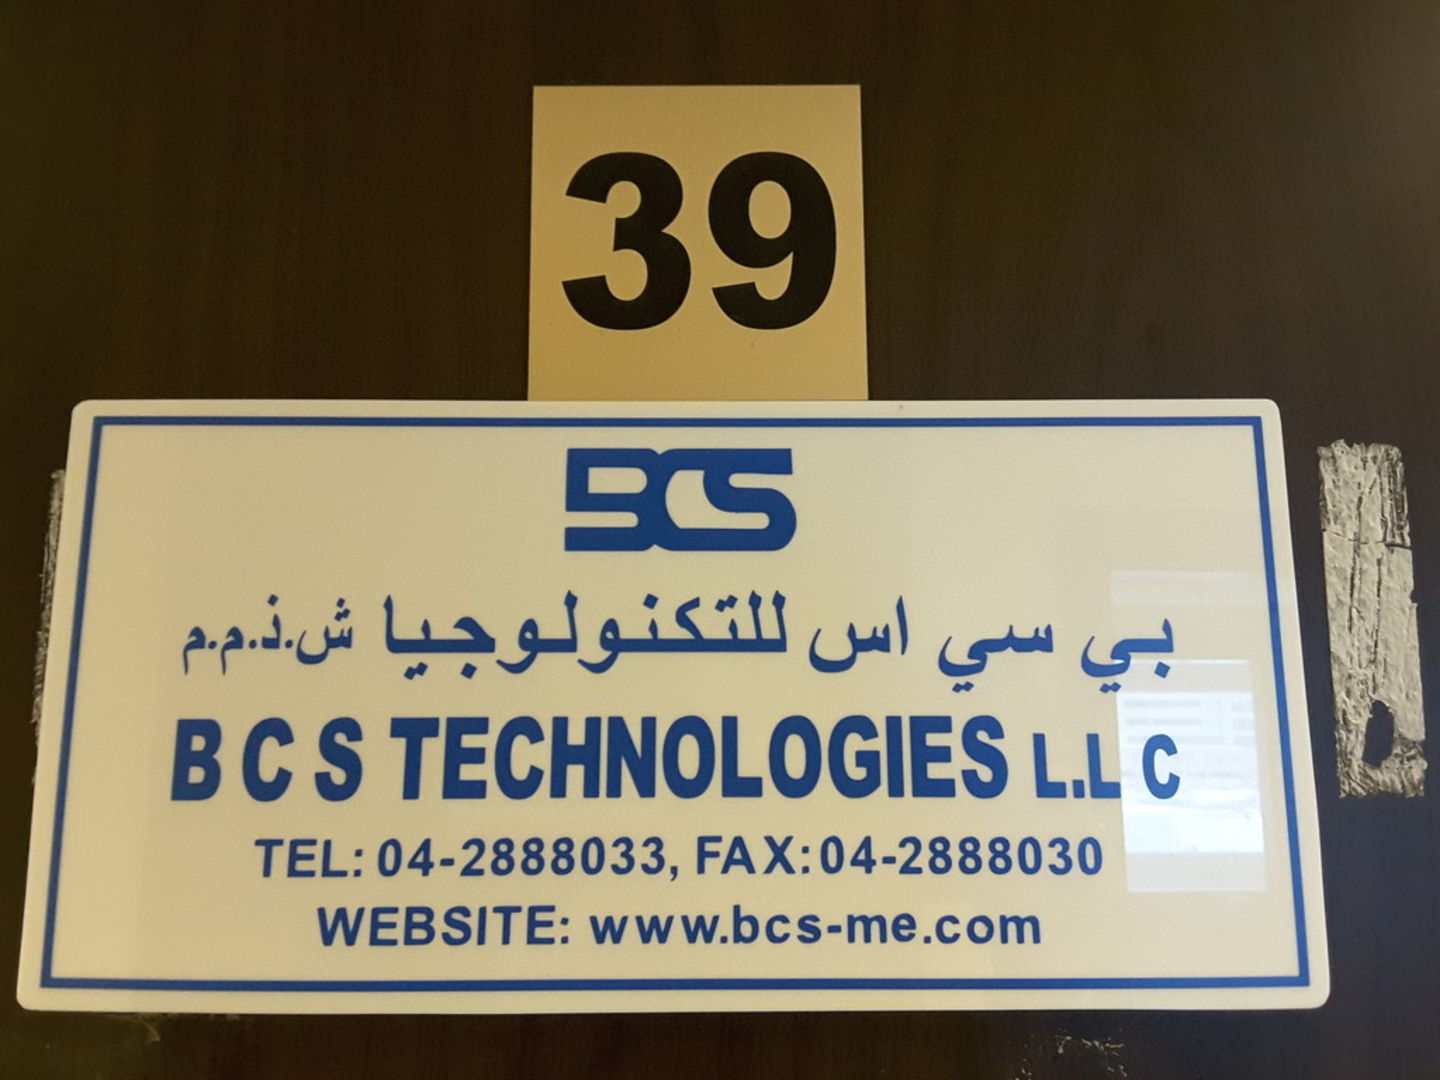 39
BCS
بي سي اس للتكنولوجيا ش.ذ.م.م
B C S TECHNOLOGIES L.L C
TEL: 04-2888033, FAX: 04-2888030
WEBSITE: www.bcs-me.com